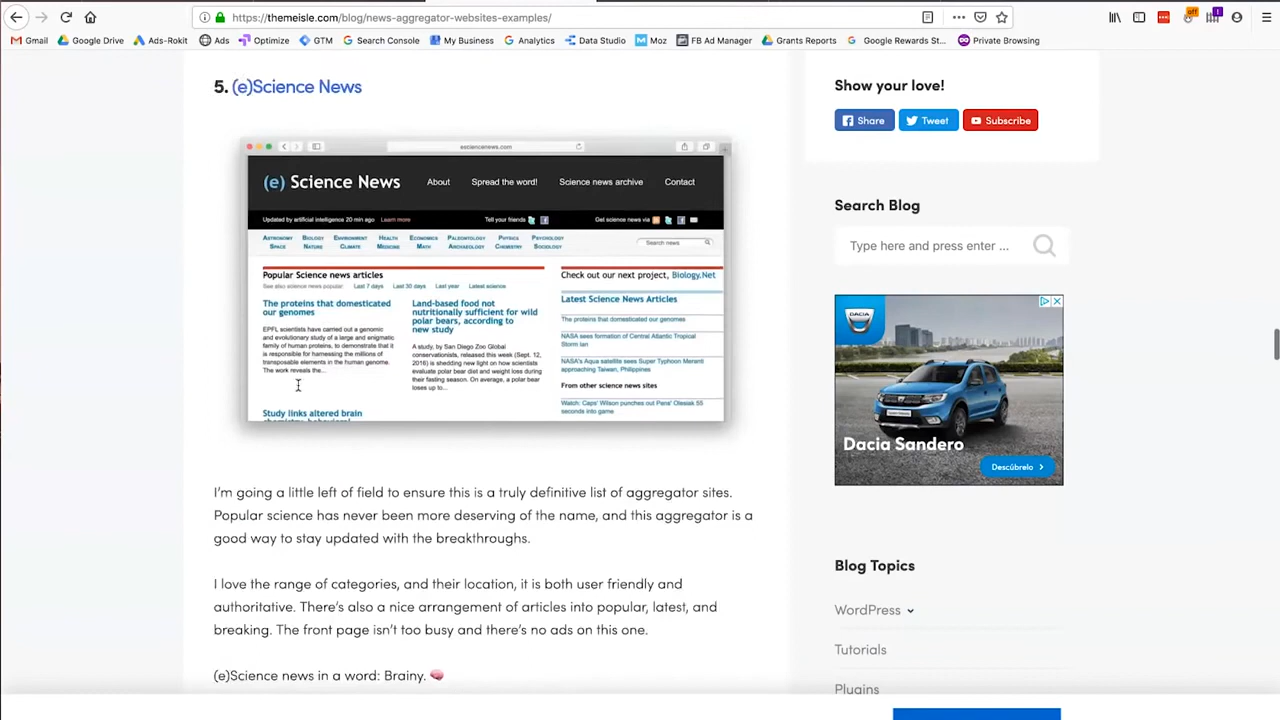 https://themeisle.com/blog/news-aggregator-websites-examples/
Gmail Google Drive Ads-Rokit Ads Optimize GTM Search Console My Business Analytics Data Studio Moz FB Ad Manager Grants Reports Google Rewards St... Private Browsing
off
1
5. (e)Science News
esciencenews.com
(e) Science News About Spread the word! Science news archive Contact
Updated by artificial intelligence 20 min ago Learn more Tell your friends Get science news via
ASTRONOMY BIOLOGY ENVIRONMENT HEALTH ECONOMICS PALEONTOLOGY PHYSICS PSYCHOLOGY
SPACE NATURE CLIMATE MEDICINE MATH ARCHAEOLOGY CHEMISTRY SOCIOLOGY
Search news
Popular Science news articles
See also science news popular: Last 7 days Last 30 days Last year Latest science
The proteins that domesticated
our genomes
EPFL scientists have carried out a genomic
and evolutionary study of a large and enigmatic
family of human proteins, to demonstrate that it
is responsible for harnessing the millions of
transposable elements in the human genome.
The work reveals the...
Study links altered brain
chemistry, behavioral
Land-based food not
nutritionally sufficient for wild
polar bears, according to
new study
A study, by San Diego Zoo Global
conservationists, released this week (Sept. 12,
2016) is shedding new light on how scientists
evaluate polar bear diet and weight loss during
their fasting season. On average, a polar bear
loses up to...
Check out our next project, Biology.Net
Latest Science News Articles
The proteins that domesticated our genomes
NASA sees formation of Central Atlantic Tropical
Storm Ian
NASA's Aqua satellite sees Super Typhoon Meranti
approaching Taiwan, Philippines
From other science news sites
Watch: Caps' Wilson punches out Pens' Oleksiak 55
seconds into game
I'm going a little left of field to ensure this is a truly definitive list of aggregator sites.
Popular science has never been more deserving of the name, and this aggregator is a
good way to stay updated with the breakthroughs.
I love the range of categories, and their location, it is both user friendly and
authoritative. There's also a nice arrangement of articles into popular, latest, and
breaking. The front page isn't too busy and there's no ads on this one.
(e)Science news in a word: Brainy. 🧠
Show your love!
Share Tweet Subscribe
Search Blog
Type here and press enter ...
DACIA
Dacia Sandero
Descúbrelo
Blog Topics
WordPress
Tutorials
Plugins